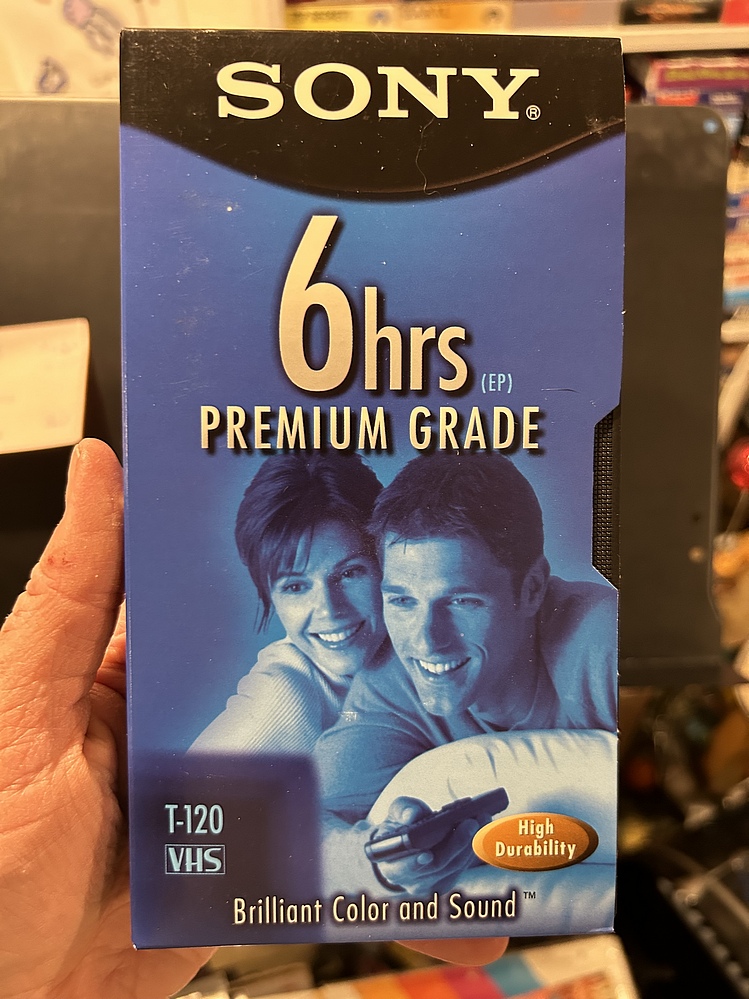 SONY®
6hrs (EP)
PREMIUM GRADE
T-120
VHS
High
Durability
Brilliant Color and Sound™